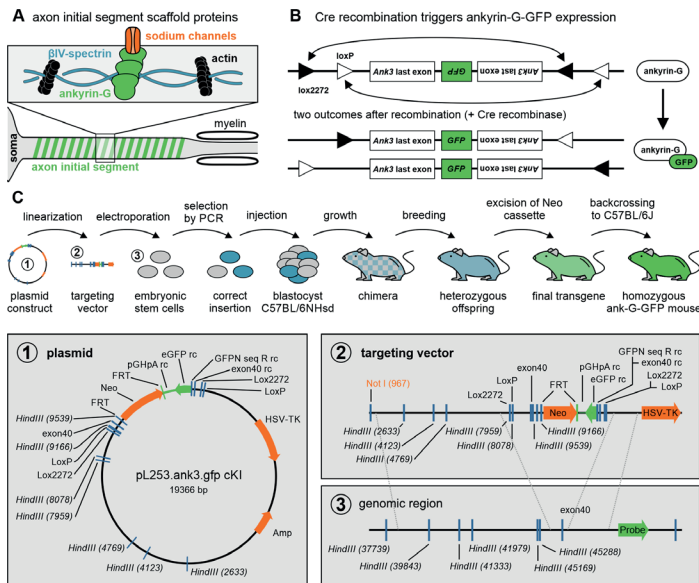 A axon initial segment scaffold proteins
sodium channels
βIV-spectrin
actin
ankyrin-G
soma
myelin
axon initial segment
B Cre recombination triggers ankyrin-G-GFP expression
loxP
lox2272
Ank3 last exon
GFP
Ank3 last exon
ankyrin-G
two outcomes after recombination (+ Cre recombinase)
Ank3 last exon
GFP
Ank3 last exon
Ank3 last exon
GFP
Ank3 last exon
ankyrin-G
GFP
C
linearization
electroporation
selection
by PCR
injection
growth
breeding
excision of Neo
cassette
backcrossing
to C57BL/6J
1
2
3
plasmid
construct
targeting
vector
embryonic
stem cells
correct
insertion
blastocyst
C57BL/6NHsd
chimera
heterozygous
offspring
final transgene
homozygous
ank-G-GFP mouse
1 plasmid
eGFP rc
pGHpA rc
FRT
Neo
FRT
HindIII (9539)
exon40
HindIII (9166)
LoxP
Lox2272
HindIII (8078)
HindIII (7959)
GFPN seq R rc
exon40 rc
Lox2272
LoxP
HSV-TK
pL253.ank3.gfp cKI
19366 bp
Amp
HindIII (4769)
HindIII (4123)
HindIII (2633)
2 targeting vector
GFPN seq R rc
exon40 rc
Lox2272
LoxP
exon40
pGHpA rc
eGFP rc
FRT
LoxP
Lox2272
Not I (967)
Neo
HSV-TK
HindIII (2633)
HindIII (4123)
HindIII (4769)
HindIII (7959)
HindIII (8078)
HindIII (9166)
HindIII (9539)
3 genomic region
exon40
Probe
HindIII (37739)
HindIII (39843)
HindIII (41333)
HindIII (41979)
HindIII (45169)
HindIII (45288)